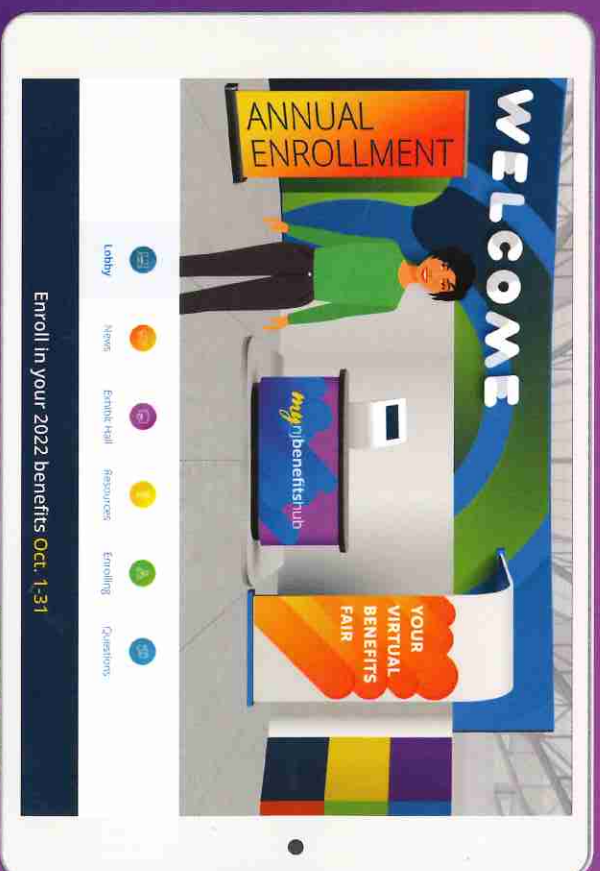 WELCOME
ANNUAL
ENROLLMENT
mynjbenefitshub
YOUR
VIRTUAL
BENEFITS
FAIR
Lobby
News
Exhibit Hall
Resources
Enrolling
Questions
Enroll in your 2022 benefits Oct. 1-31